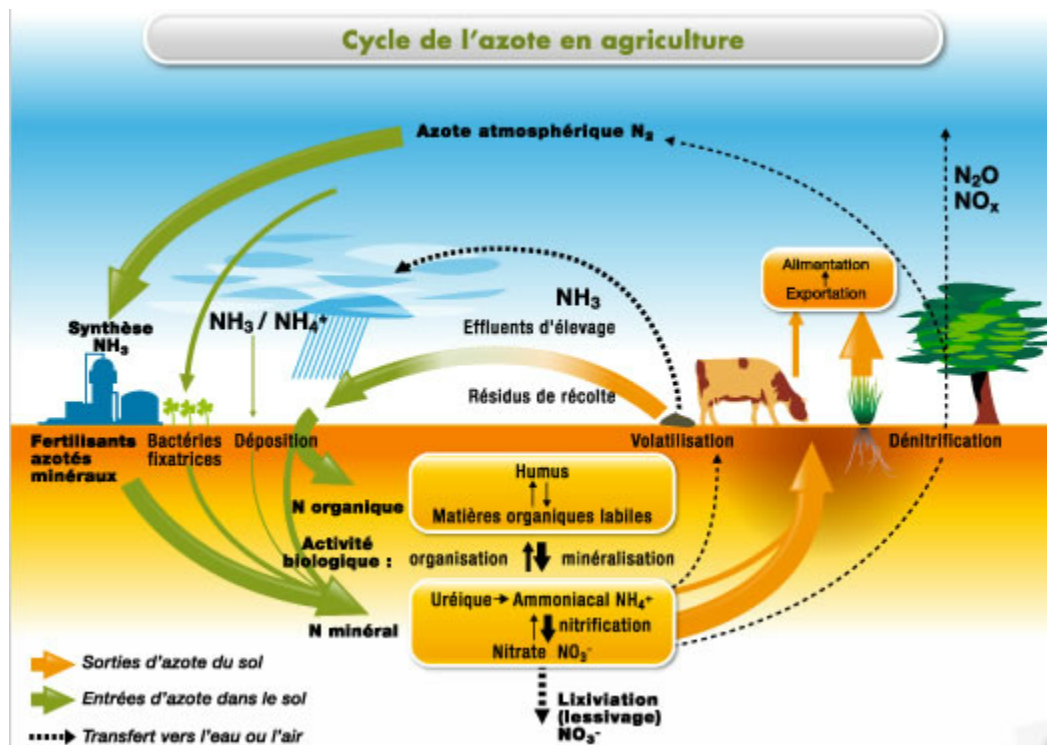 Cycle de l'azote en agriculture
Azote atmosphérique N₂
N₂O
NOₓ
Alimentation
Exportation
NH₃
Effluents d'élevage
NH₃ / NH₄⁺
Synthèse
NH₃
Résidus de récolte
Fertilisants
azotés
minéraux
Bactéries
fixatrices
Déposition
Volatilisation
Dénitrification
Humus
Matières organiques labiles
N organique
Activité
biologique :
organisation
minéralisation
Uréique → Ammoniacal NH₄⁺
nitrification
Nitrate NO₃⁻
N minéral
Lixiviation
(lessivage)
NO₃⁻
Sorties d'azote du sol
Entrées d'azote dans le sol
Transfert vers l'eau ou l'air